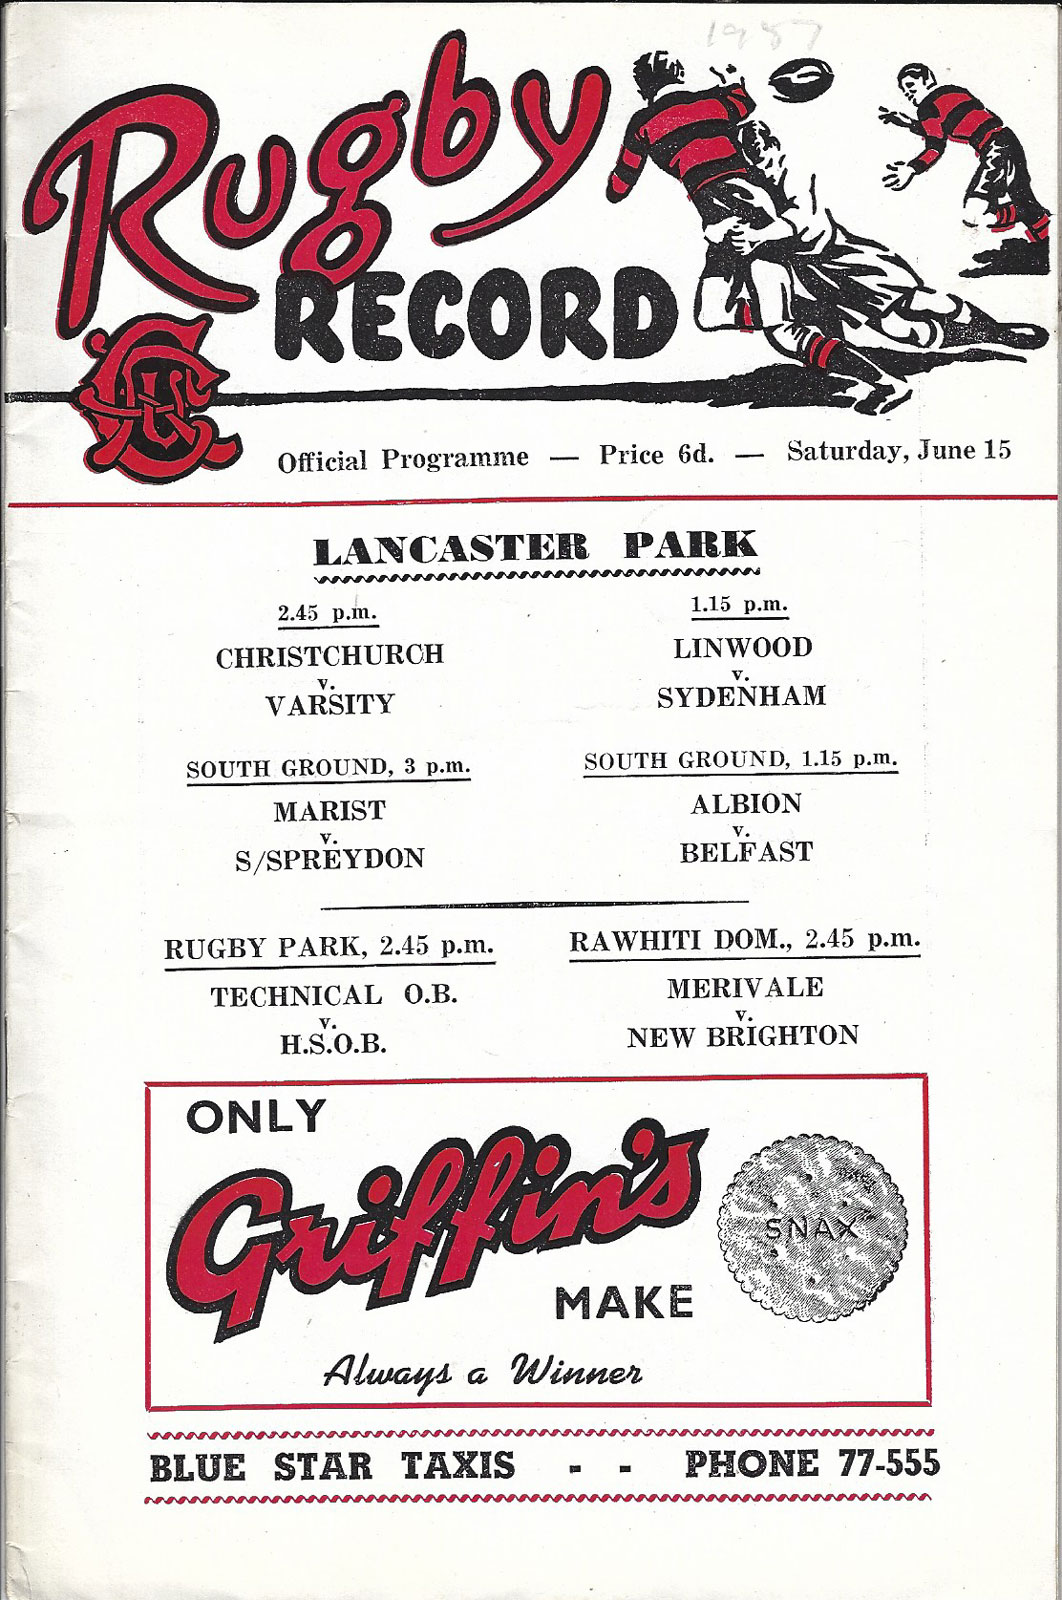 Rugby
RECORD
Official Programme — Price 6d. — Saturday, June 15
LANCASTER PARK
2.45 p.m.
CHRISTCHURCH
v.
VARSITY
1.15 p.m.
LINWOOD
v.
SYDENHAM
SOUTH GROUND, 3 p.m.
MARIST
v.
S/SPREYDON
SOUTH GROUND, 1.15 p.m.
ALBION
v.
BELFAST
RUGBY PARK, 2.45 p.m.
TECHNICAL O.B.
v.
H.S.O.B.
RAWHITI DOM., 2.45 p.m.
MERIVALE
v.
NEW BRIGHTON
ONLY
Griffin's
MAKE
SNAX
Always a Winner
BLUE STAR TAXIS - - PHONE 77-555